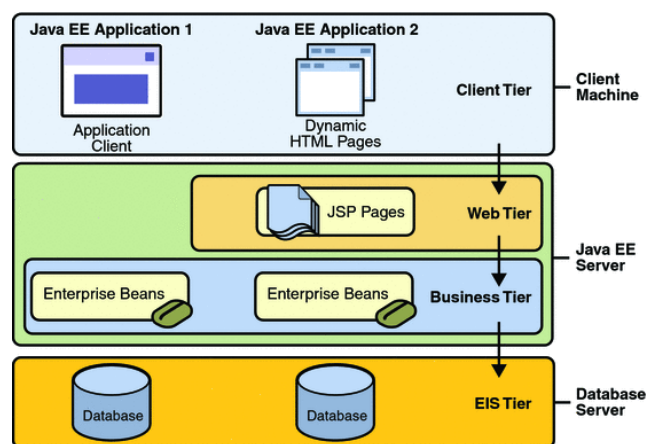 Java EE Application 1
Java EE Application 2
Application
Client
Dynamic
HTML Pages
Client Tier
Client
Machine
JSP Pages
Web Tier
Java EE
Server
Enterprise Beans
Enterprise Beans
Business Tier
Database
Database
EIS Tier
Database
Server